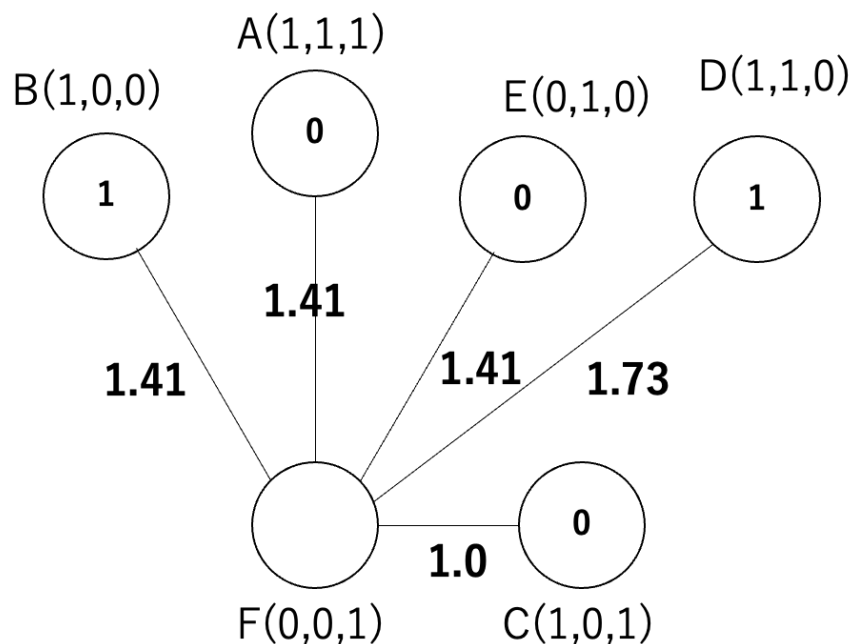 A(1,1,1)
B(1,0,0)
E(0,1,0)
D(1,1,0)
0
1
0
1
1.41
1.41
1.41
1.73
0
1.0
F(0,0,1)
C(1,0,1)